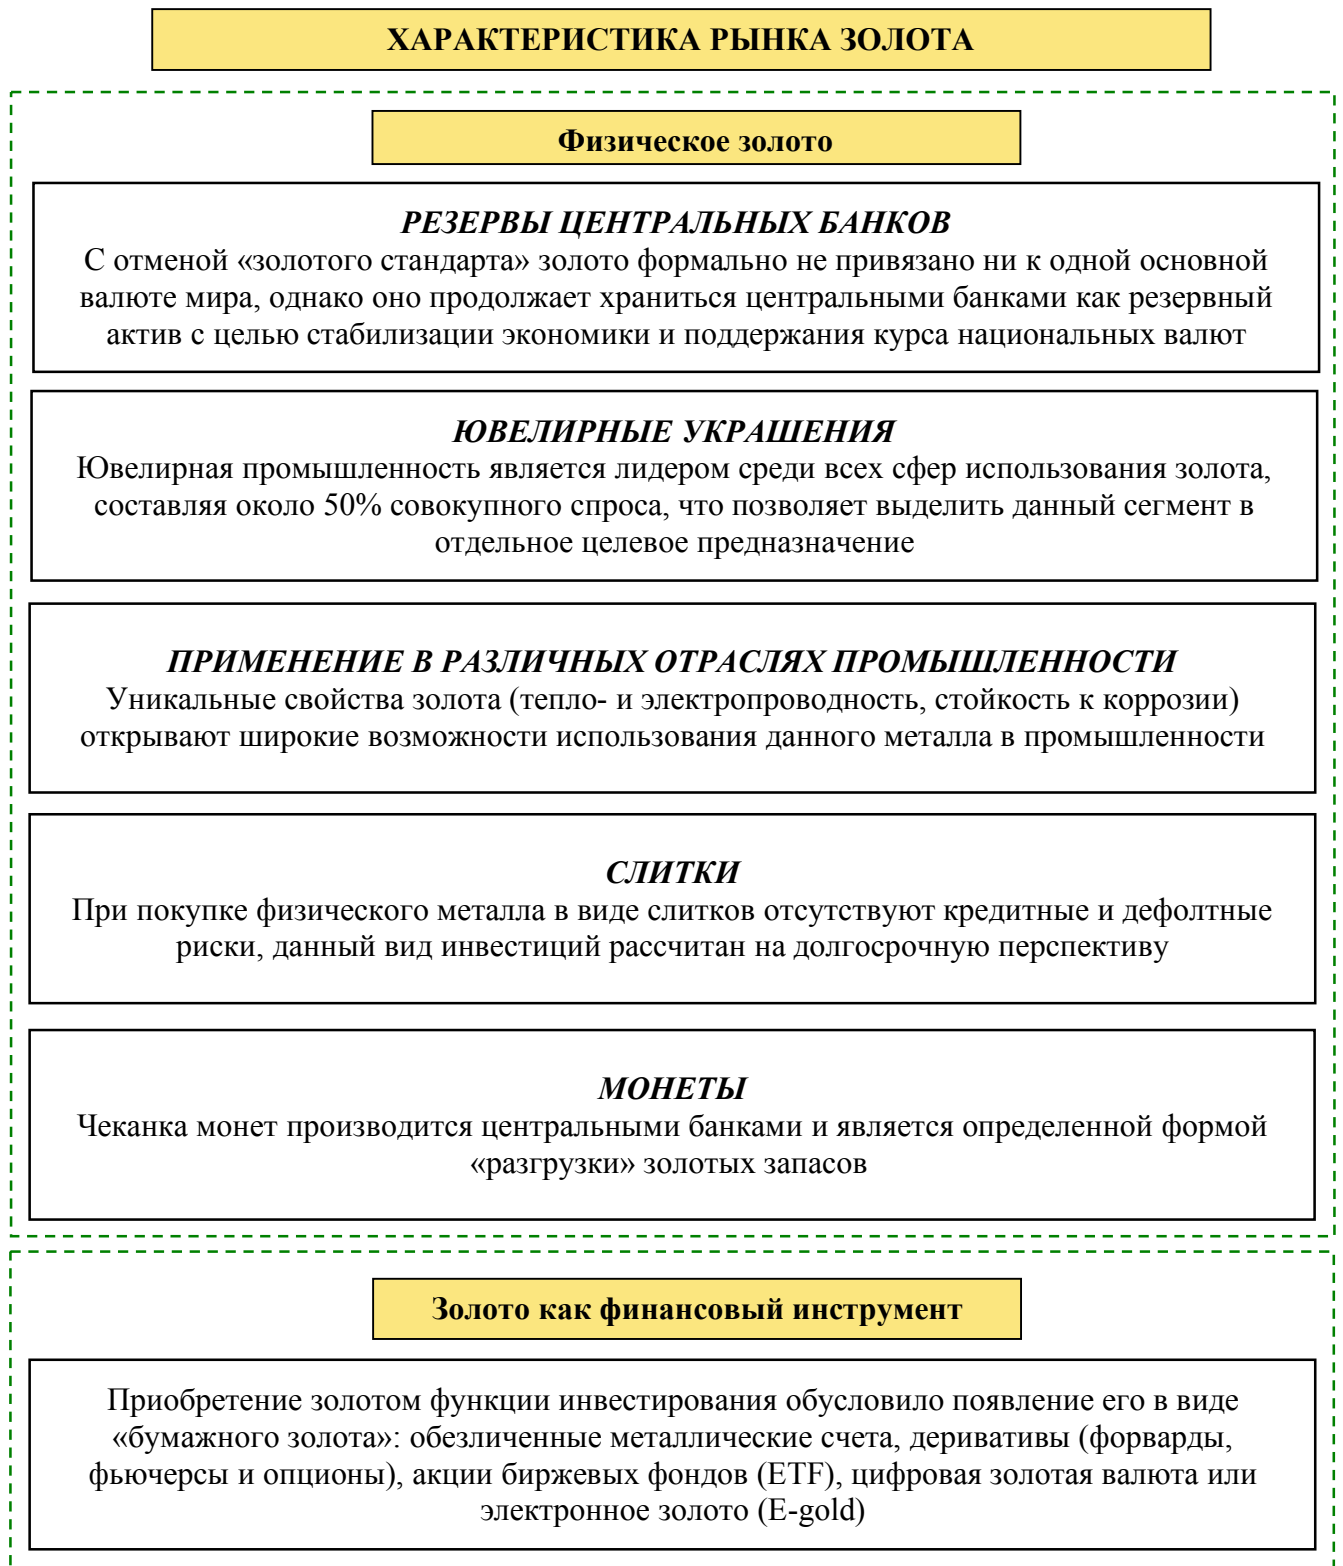 ХАРАКТЕРИСТИКА РЫНКА ЗОЛОТА
Физическое золото
РЕЗЕРВЫ ЦЕНТРАЛЬНЫХ БАНКОВ
С отменой «золотого стандарта» золото формально не привязано ни к одной основной
валюте мира, однако оно продолжает храниться центральными банками как резервный
актив с целью стабилизации экономики и поддержания курса национальных валют
ЮВЕЛИРНЫЕ УКРАШЕНИЯ
Ювелирная промышленность является лидером среди всех сфер использования золота,
составляя около 50% совокупного спроса, что позволяет выделить данный сегмент в
отдельное целевое предназначение
ПРИМЕНЕНИЕ В РАЗЛИЧНЫХ ОТРАСЛЯХ ПРОМЫШЛЕННОСТИ
Уникальные свойства золота (тепло- и электропроводность, стойкость к коррозии)
открывают широкие возможности использования данного металла в промышленности
СЛИТКИ
При покупке физического металла в виде слитков отсутствуют кредитные и дефолтные
риски, данный вид инвестиций рассчитан на долгосрочную перспективу
МОНЕТЫ
Чеканка монет производится центральными банками и является определенной формой
«разгрузки» золотых запасов
Золото как финансовый инструмент
Приобретение золотом функции инвестирования обусловило появление его в виде
«бумажного золота»: обезличенные металлические счета, деривативы (форварды,
фьючерсы и опционы), акции биржевых фондов (ETF), цифровая золотая валюта или
электронное золото (E-gold)